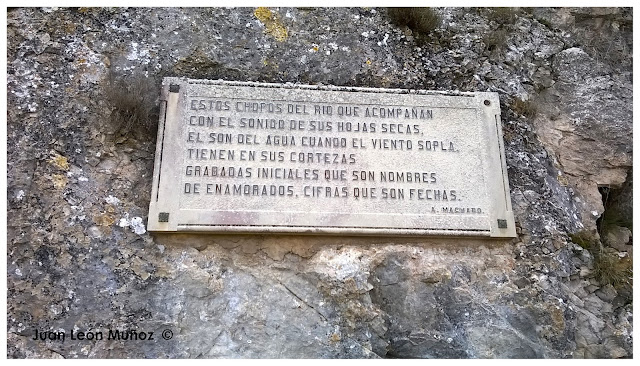 ESTOS CHOPOS DEL RIO QUE ACOMPAÑAN
CON EL SONIDO DE SUS HOJAS SECAS,
EL SON DEL AGUA CUANDO EL VIENTO SOPLA,
TIENEN EN SUS CORTEZAS
GRABADAS INICIALES QUE SON NOMBRES
DE ENAMORADOS, CIFRAS QUE SON FECHAS.
A. MACHADO.
Juan León Muñoz ©